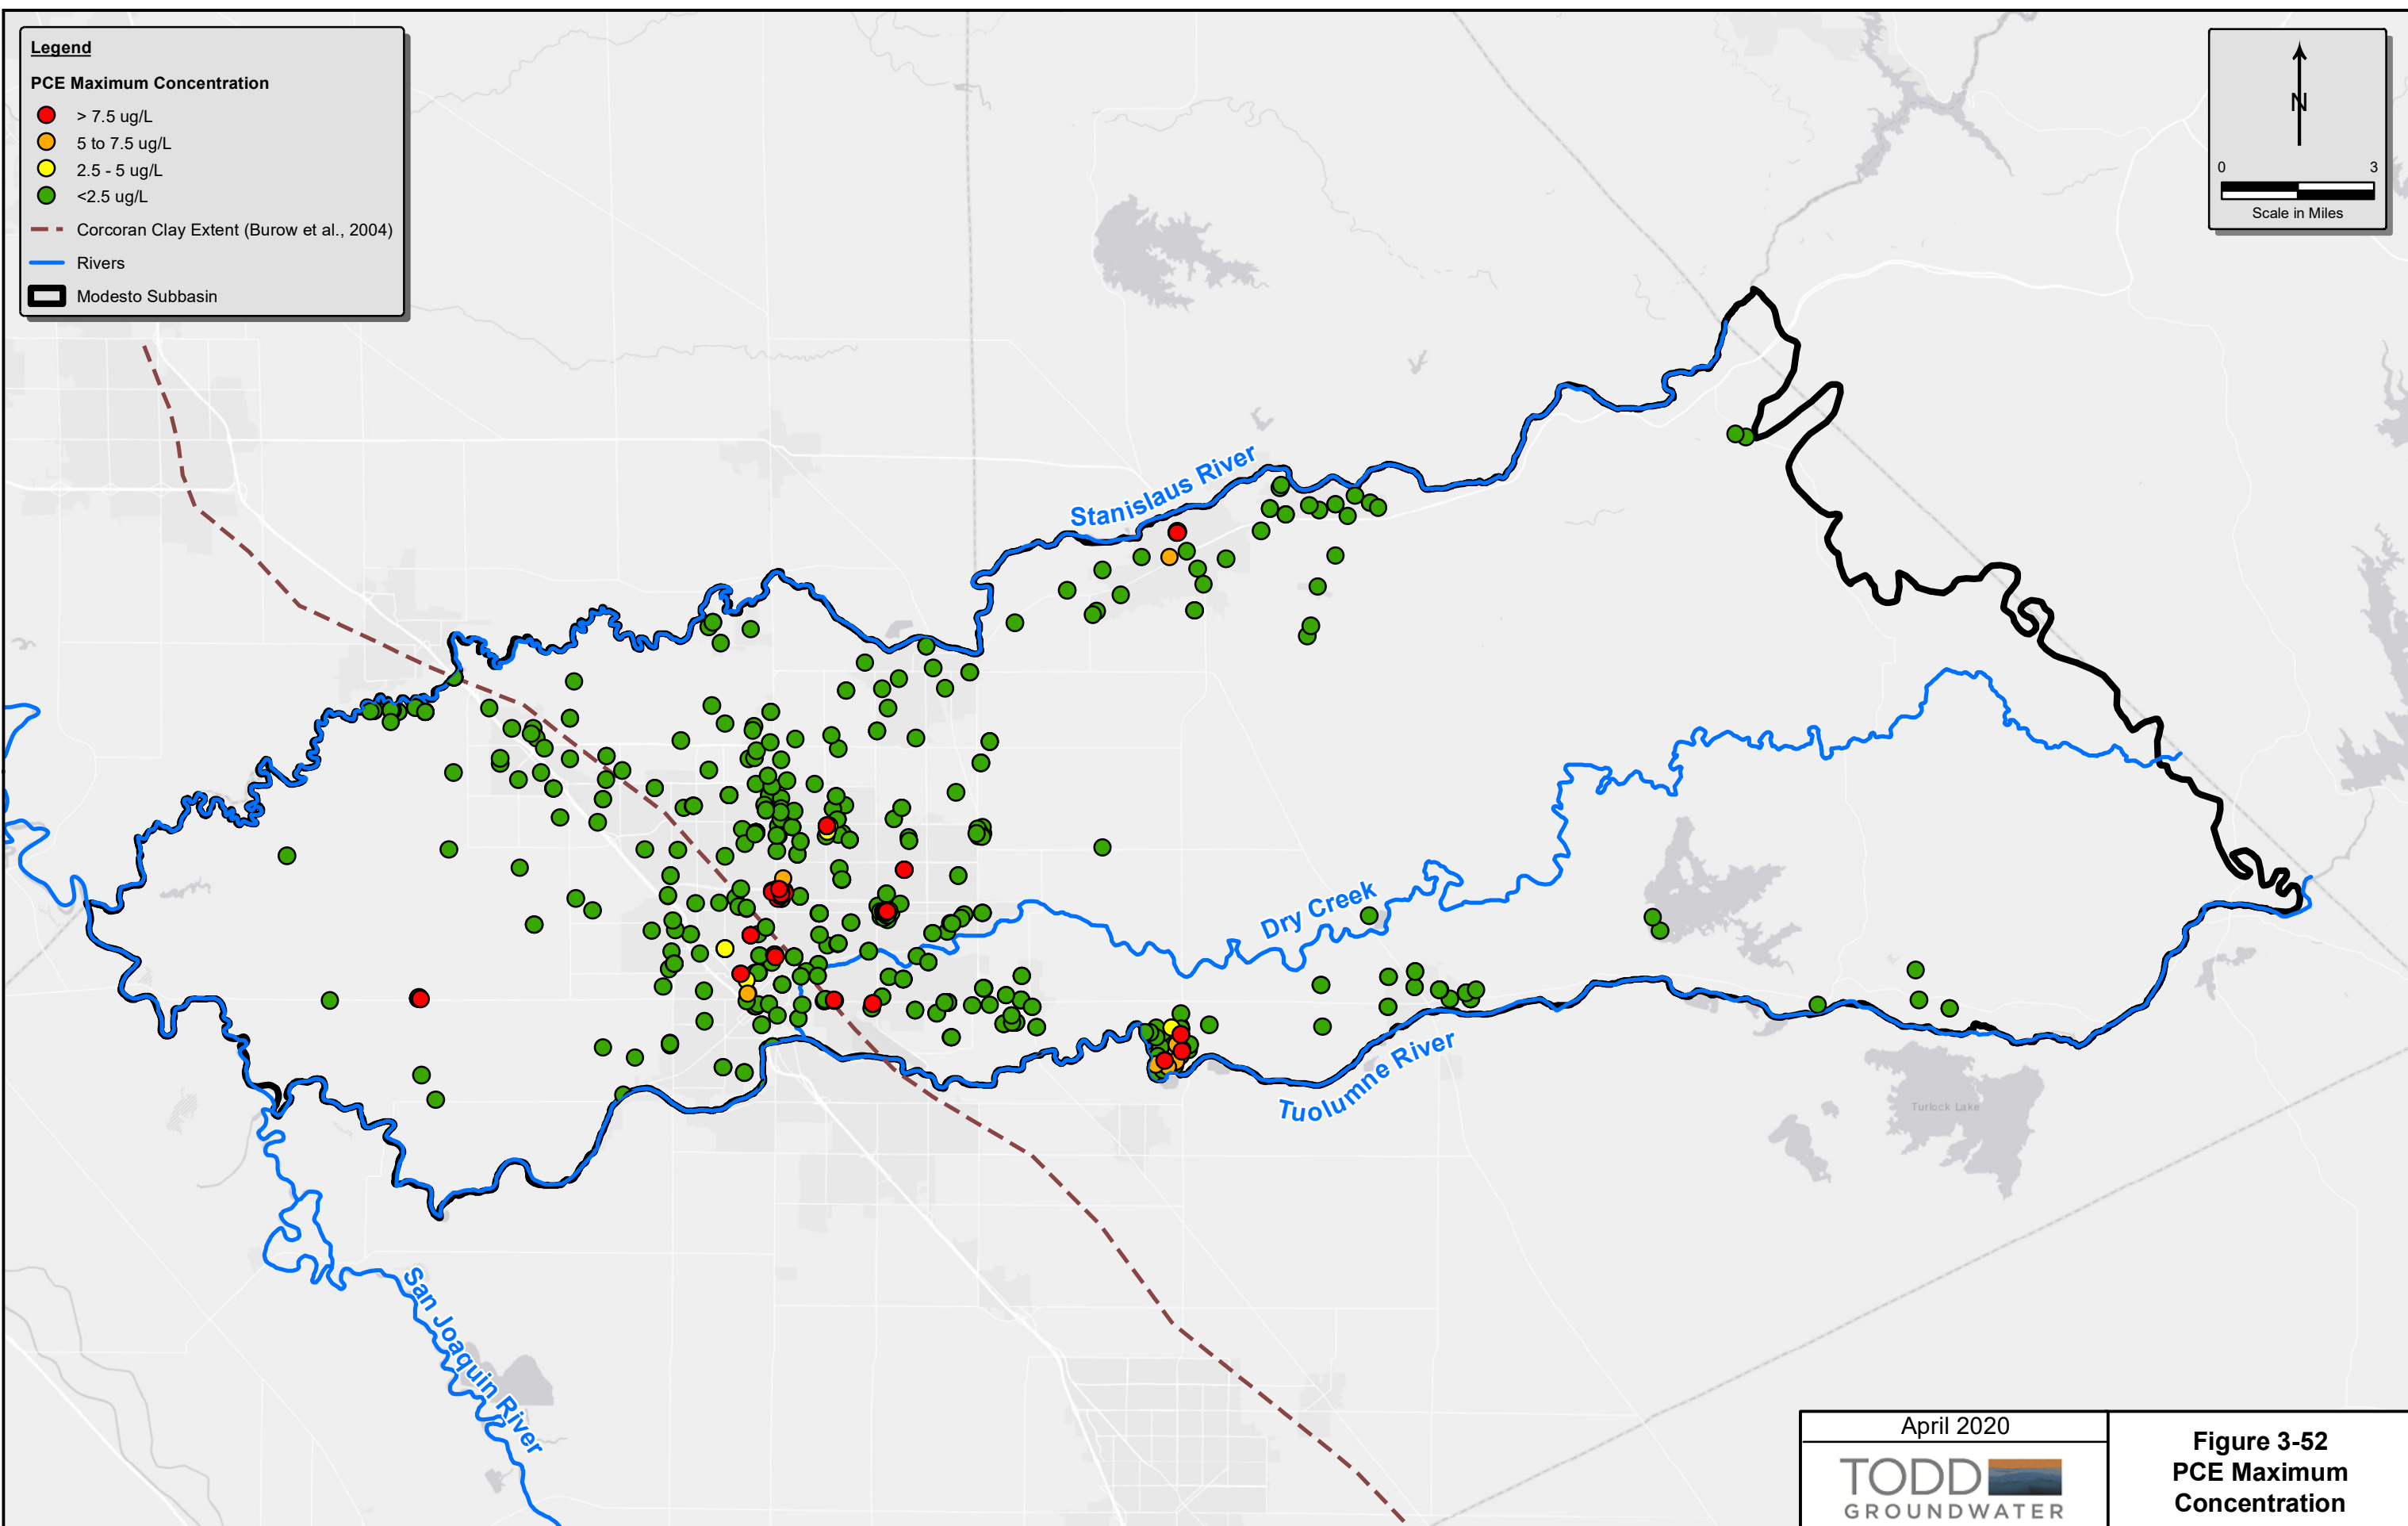 Legend
PCE Maximum Concentration
> 7.5 ug/L
5 to 7.5 ug/L
2.5 - 5 ug/L
<2.5 ug/L
Corcoran Clay Extent (Burow et al., 2004)
Rivers
Modesto Subbasin
N
0 3
Scale in Miles
Stanislaus River
Dry Creek
Tuolumne River
Turlock Lake
San Joaquin River
April 2020
TODD
GROUNDWATER
Figure 3-52
PCE Maximum
Concentration